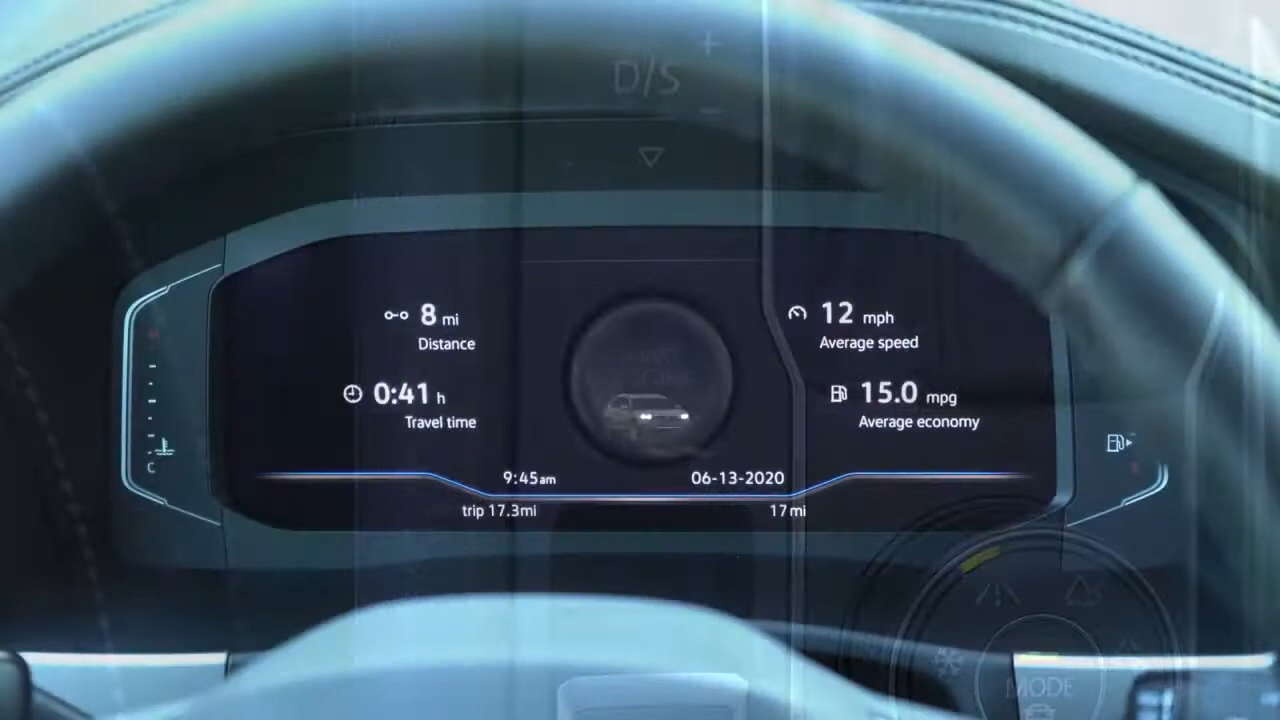 +
D/S
8 mi
Distance
0:41 h
Travel time
12 mph
Average speed
15.0 mpg
Average economy
9:45am
06-13-2020
trip 17.3mi
17 mi
C
MODE